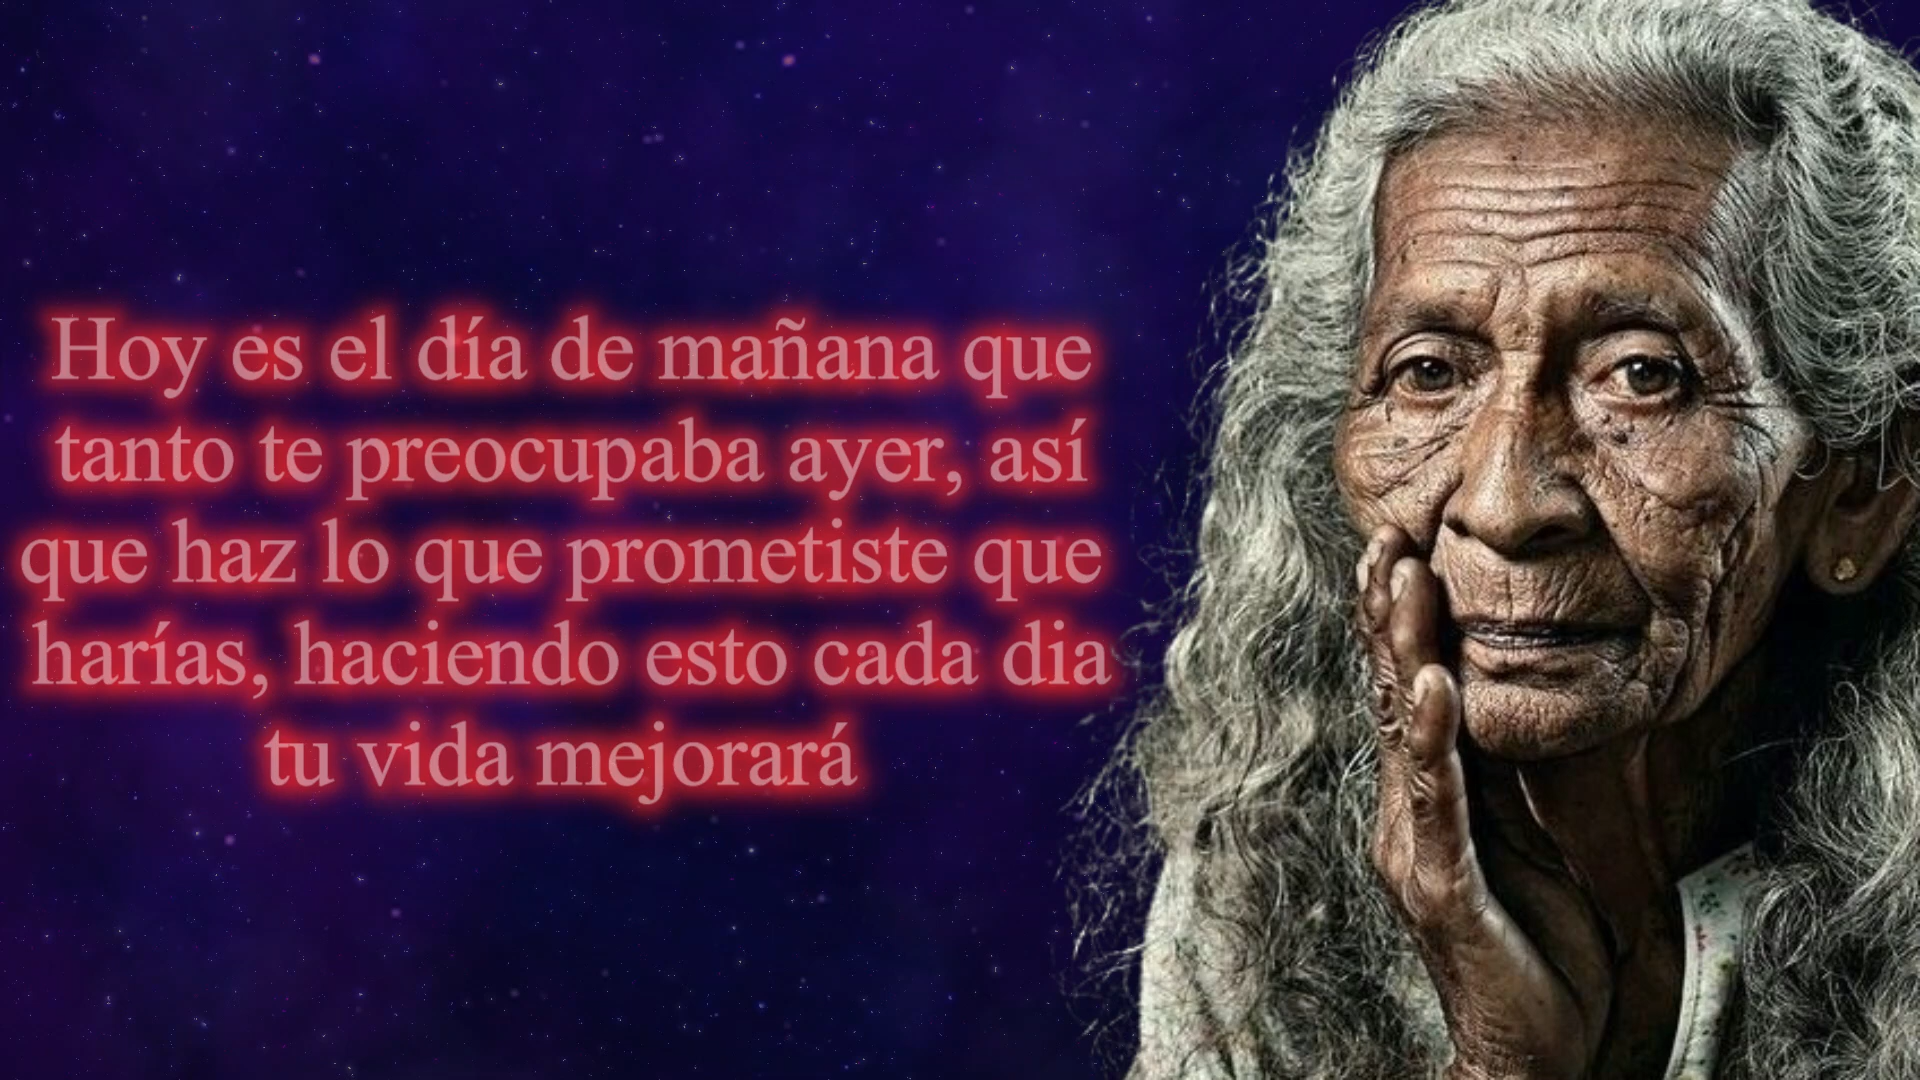 Hoy es el día de mañana que
tanto te preocupaba ayer, así
que haz lo que prometiste que
harías, haciendo esto cada dia
tu vida mejorará